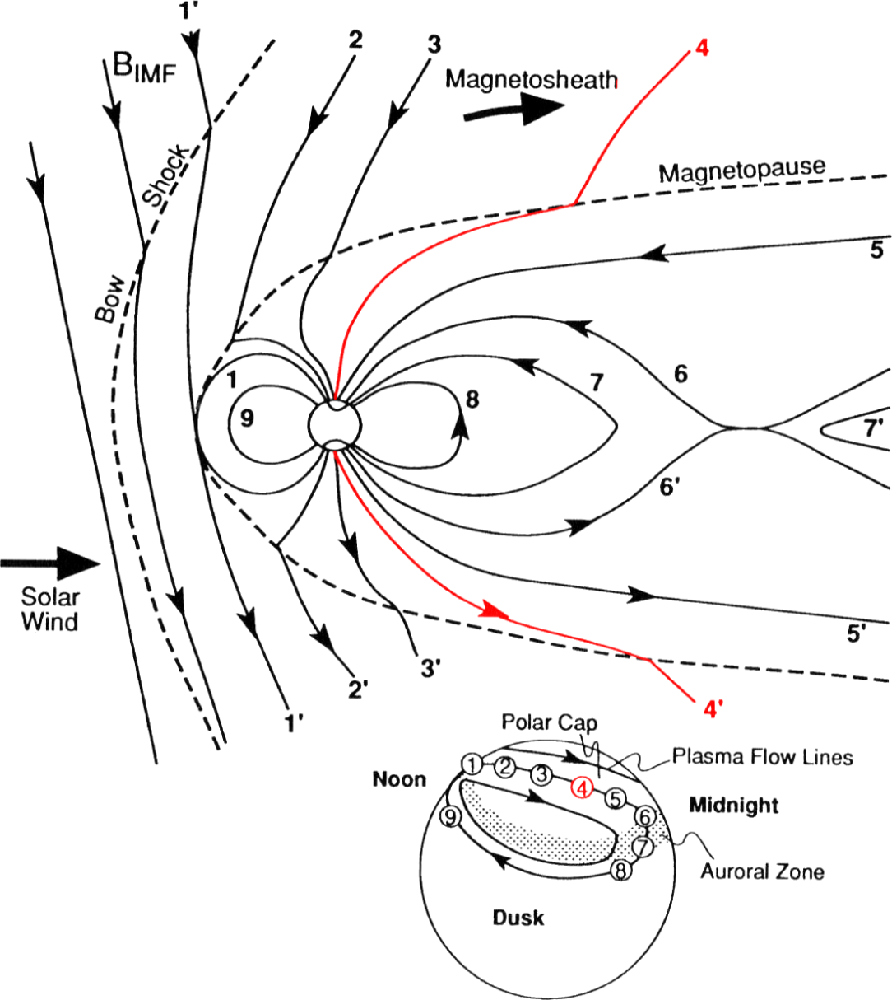 1'
2
3
4
BIMF
Magnetosheath
Shock
Magnetopause
5
Bow
1
6
7
8
9
7'
6'
Solar
Wind
5'
3'
2'
1'
4'
Polar Cap
Plasma Flow Lines
Noon
1
2
3
4
5
6
7
8
9
Midnight
Auroral Zone
Dusk